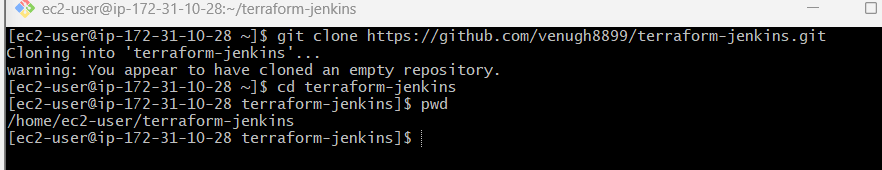 ec2-user@ip-172-31-10-28:~/terraform-jenkins
[ec2-user@ip-172-31-10-28 ~]$ git clone https://github.com/venugh8899/terraform-jenkins.git
Cloning into 'terraform-jenkins'...
warning: You appear to have cloned an empty repository.
[ec2-user@ip-172-31-10-28 ~]$ cd terraform-jenkins
[ec2-user@ip-172-31-10-28 terraform-jenkins]$ pwd
/home/ec2-user/terraform-jenkins
[ec2-user@ip-172-31-10-28 terraform-jenkins]$